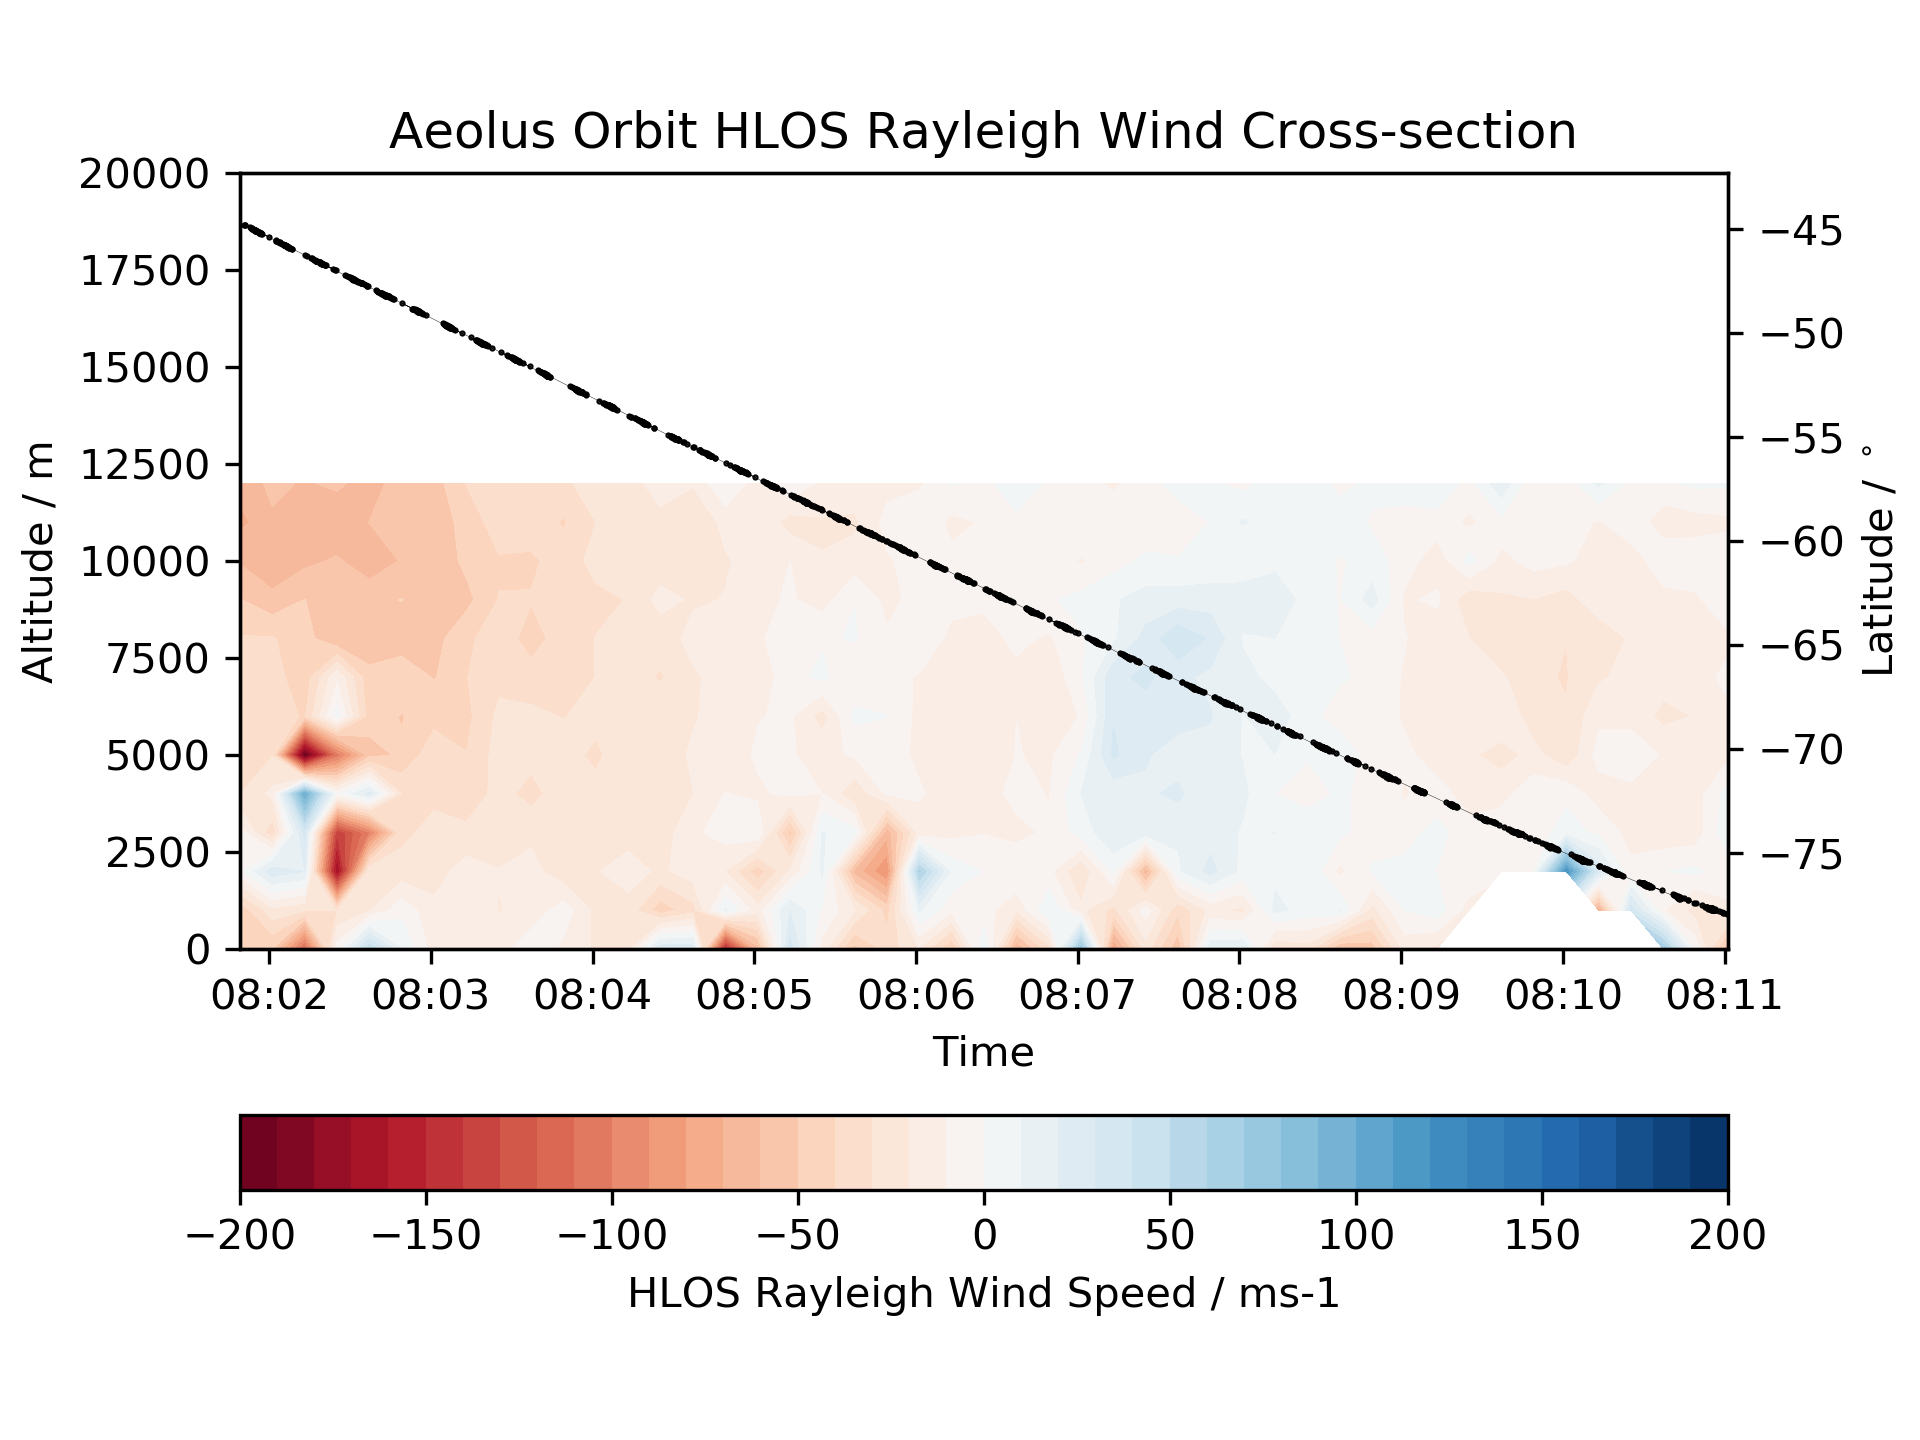 Aeolus Orbit HLOS Rayleigh Wind Cross-section
20000
17500
15000
12500
10000
7500
5000
2500
0
Altitude / m
−45
−50
−55
−60
−65
−70
−75
Latitude / °
08:02 08:03 08:04 08:05 08:06 08:07 08:08 08:09 08:10 08:11
Time
−200 −150 −100 −50 0 50 100 150 200
HLOS Rayleigh Wind Speed / ms-1